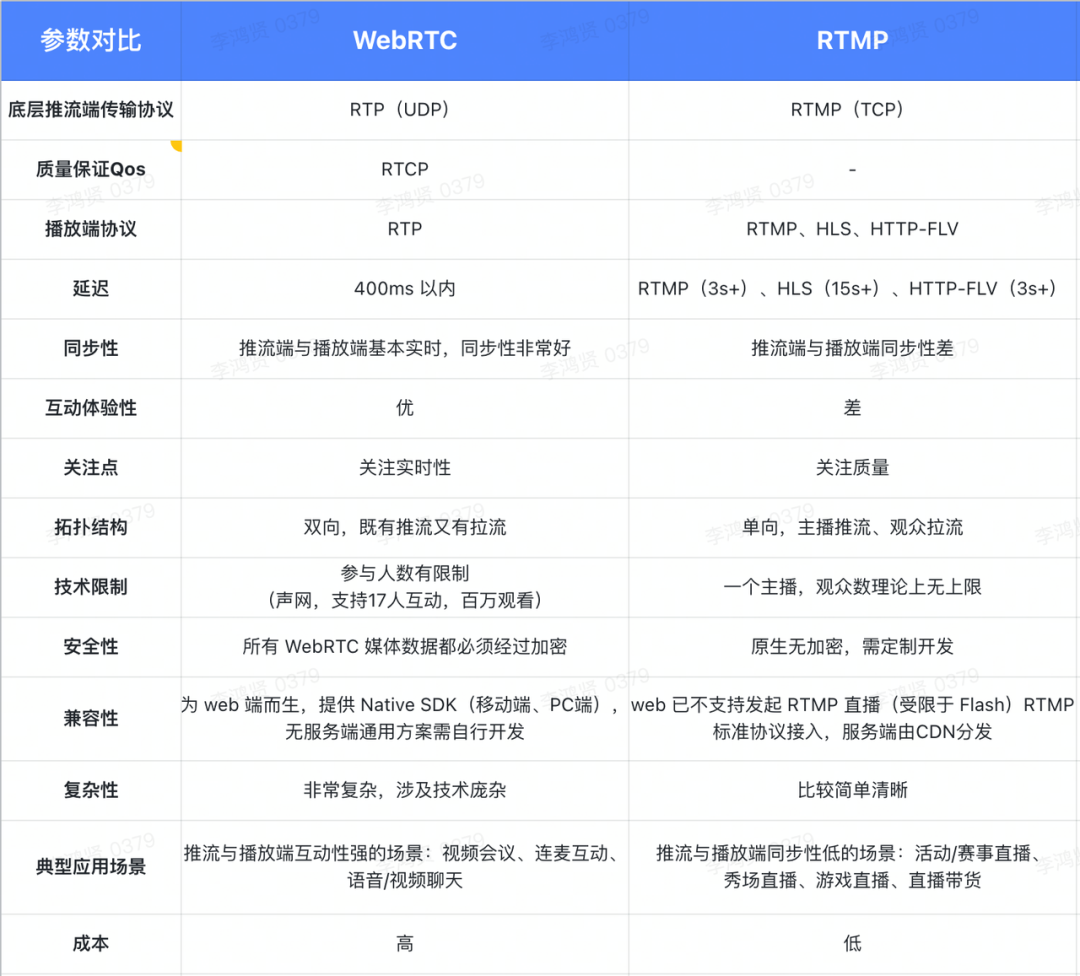 参数对比 WebRTC RTMP
底层推流端传输协议 RTP（UDP） RTMP（TCP）
质量保证Qos RTCP -
播放端协议 RTP RTMP、HLS、HTTP-FLV
延迟 400ms 以内 RTMP（3s+）、HLS（15s+）、HTTP-FLV（3s+）
同步性 推流端与播放端基本实时，同步性非常好 推流端与播放端同步性差
互动体验性 优 差
关注点 关注实时性 关注质量
拓扑结构 双向，既有推流又有拉流 单向，主播推流、观众拉流
技术限制 参与人数有限制
（声网，支持17人互动，百万观看） 一个主播，观众数理论上无上限
安全性 所有 WebRTC 媒体数据都必须经过加密 原生无加密，需定制开发
兼容性 为 web 端而生，提供 Native SDK（移动端、PC端），
无服务端通用方案需自行开发
web 已不支持发起 RTMP 直播（受限于 Flash）RTMP
标准协议接入，服务端由CDN分发
复杂性 非常复杂，涉及技术庞杂 比较简单清晰
典型应用场景 推流与播放端互动性强的场景：视频会议、连麦互动、
语音/视频聊天
推流与播放端同步性低的场景：活动/赛事直播、
秀场直播、游戏直播、直播带货
成本 高 低
李鸿贤 0379